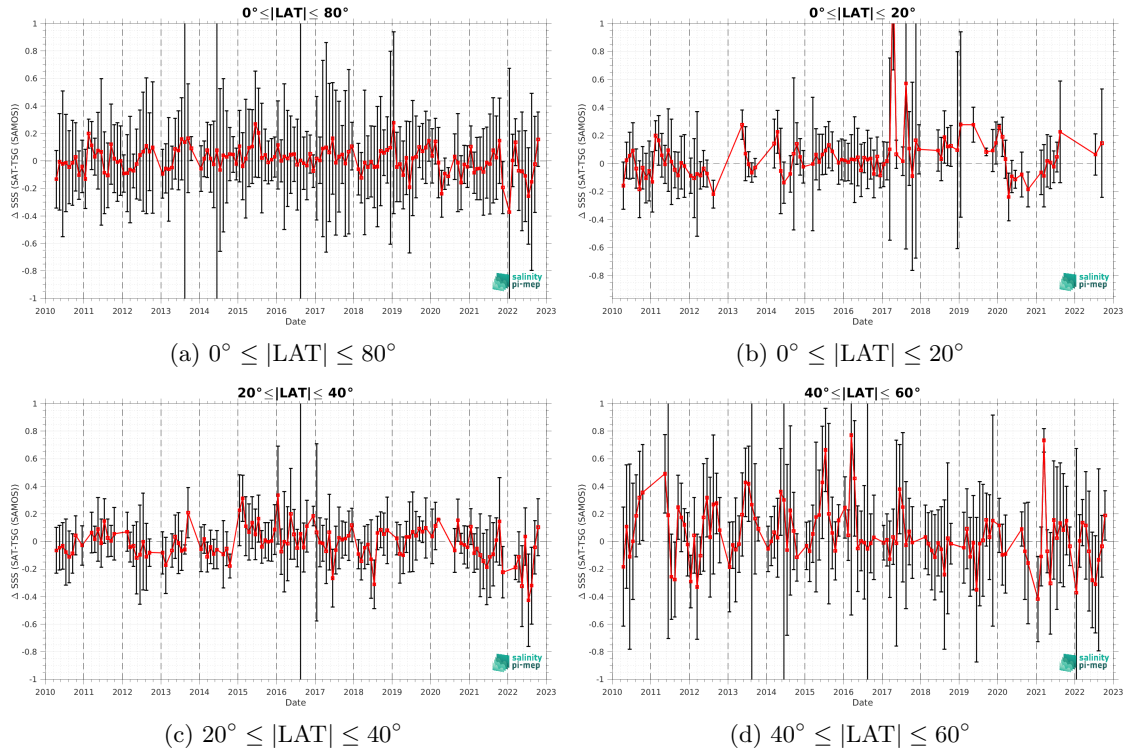 0°≤|LAT|≤ 80°
Δ SSS (SAT-TSG (SAMOS))
1
0.8
0.6
0.4
0.2
0
-0.2
-0.4
-0.6
-0.8
-1
2010 2011 2012 2013 2014 2015 2016 2017 2018 2019 2020 2021 2022 2023
Date
salinity
pi-mep
(a) 0° ≤ |LAT| ≤ 80°
0°≤|LAT|≤ 20°
Δ SSS (SAT-TSG (SAMOS))
1
0.8
0.6
0.4
0.2
0
-0.2
-0.4
-0.6
-0.8
2010 2011 2012 2013 2014 2015 2016 2017 2018 2019 2020 2021 2022 2023
Date
salinity
pi-mep
(b) 0° ≤ |LAT| ≤ 20°
20°≤|LAT|≤ 40°
Δ SSS (SAT-TSG (SAMOS))
1
0.8
0.6
0.4
0.2
0
-0.2
-0.4
-0.6
-0.8
-1
2010 2011 2012 2013 2014 2015 2016 2017 2018 2019 2020 2021 2022 2023
Date
salinity
pi-mep
(c) 20° ≤ |LAT| ≤ 40°
40°≤|LAT|≤ 60°
Δ SSS (SAT-TSG (SAMOS))
1
0.8
0.6
0.4
0.2
0
-0.2
-0.4
-0.6
-0.8
-1
2010 2011 2012 2013 2014 2015 2016 2017 2018 2019 2020 2021 2022 2023
Date
salinity
pi-mep
(d) 40° ≤ |LAT| ≤ 60°